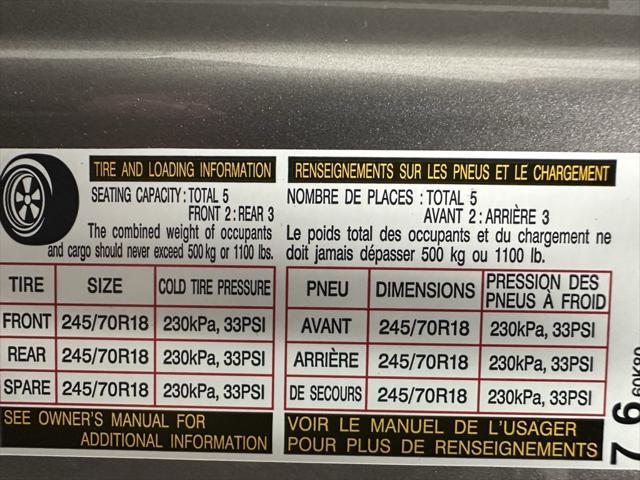 TIRE AND LOADING INFORMATION
SEATING CAPACITY: TOTAL 5
FRONT 2: REAR 3
The combined weight of occupants
and cargo should never exceed 500 kg or 1100 lbs.
TIRE SIZE COLD TIRE PRESSURE
FRONT 245/70R18 230kPa, 33PSI
REAR 245/70R18 230kPa, 33PSI
SPARE 245/70R18 230kPa, 33PSI
SEE OWNER'S MANUAL FOR
ADDITIONAL INFORMATION
RENSEIGNEMENTS SUR LES PNEUS ET LE CHARGEMENT
NOMBRE DE PLACES : TOTAL 5
AVANT 2: ARRIÈRE 3
Le poids total des occupants et du chargement ne
doit jamais dépasser 500 kg ou 1100 lb.
PNEU DIMENSIONS PRESSION DES
PNEUS À FROID
AVANT 245/70R18 230kPa, 33PSI
ARRIÈRE 245/70R18 230kPa, 33PSI
DE SECOURS 245/70R18 230kPa, 33PSI
VOIR LE MANUEL DE L'USAGER
POUR PLUS DE RENSEIGNEMENTS
7 6